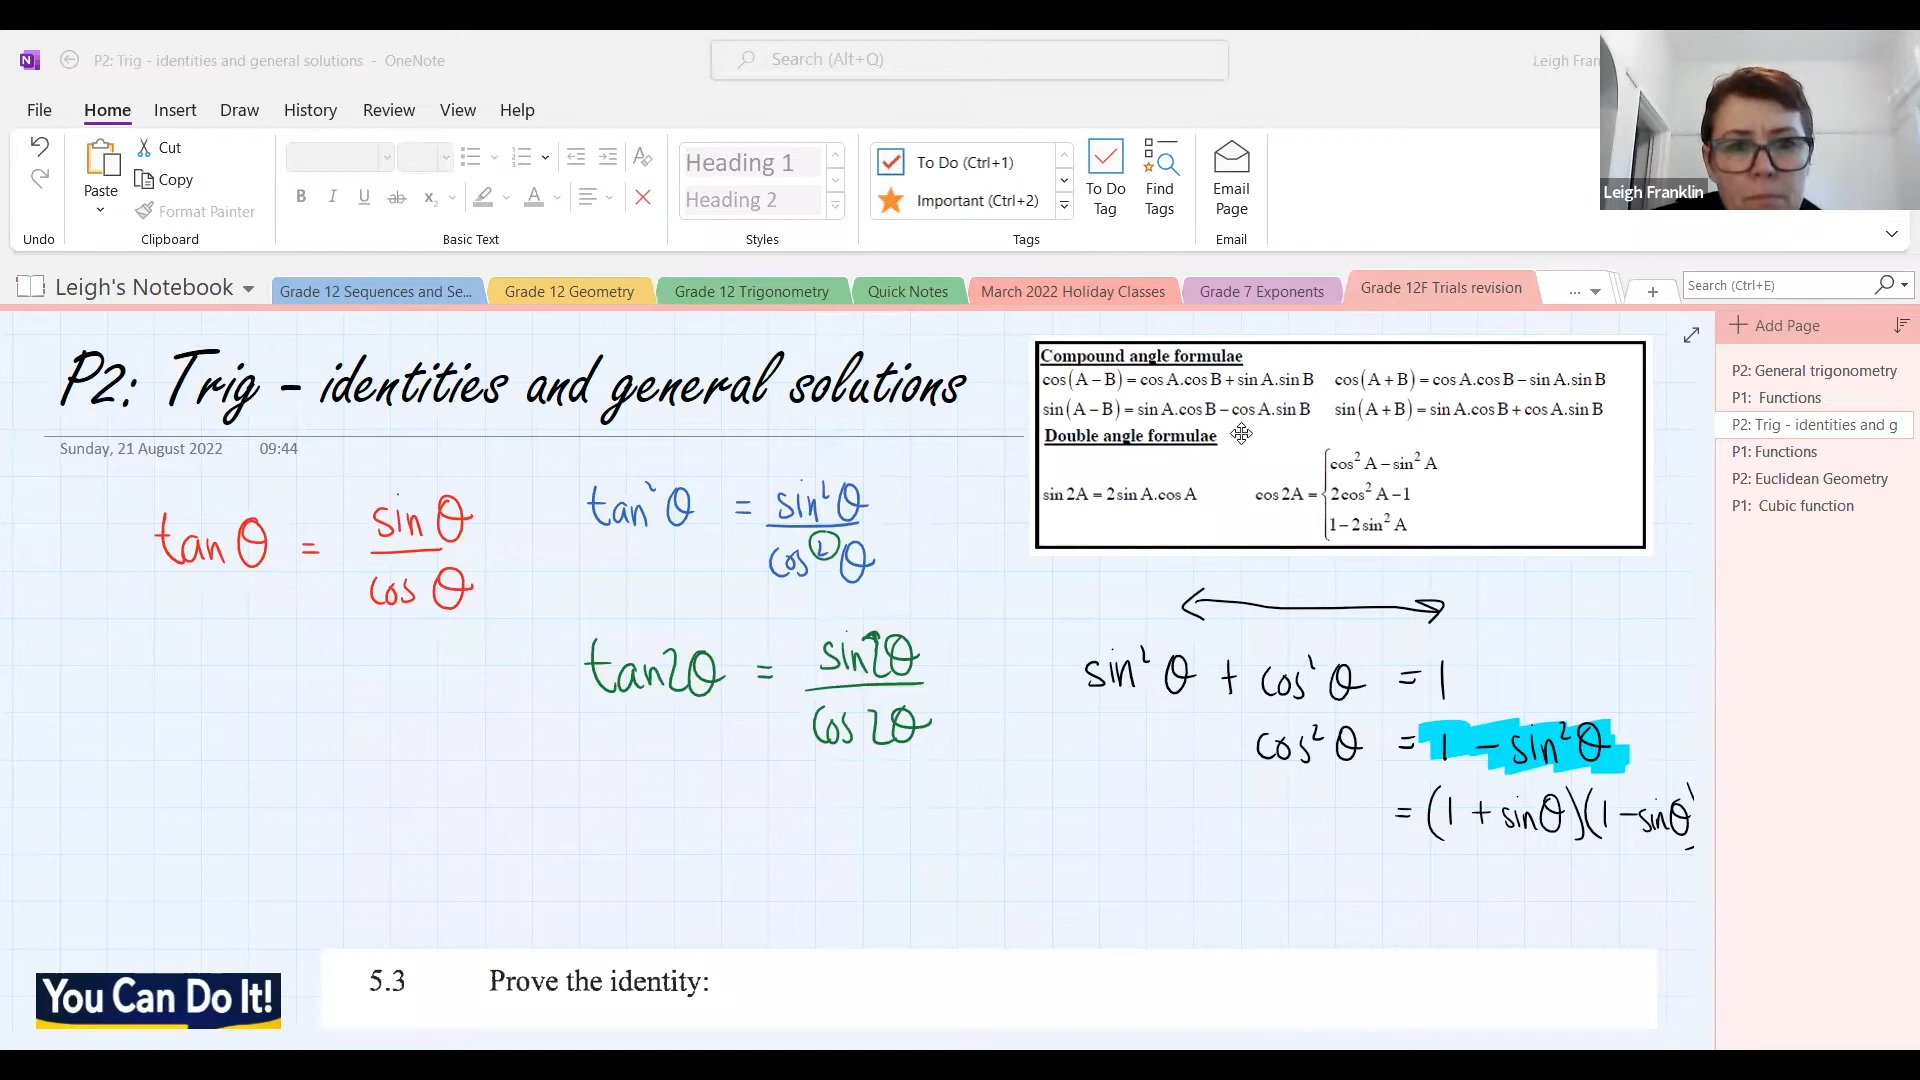 P2: Trig - identities and general solutions - OneNote
Search (Alt+Q)
Leigh Fran
Leigh Franklin
File Home Insert Draw History Review View Help
Undo
Paste
Cut
Copy
Format Painter
Clipboard
B I U ab x₂ A
Basic Text
Heading 1
Heading 2
Styles
To Do (Ctrl+1)
Important (Ctrl+2)
To Do Tag
Find Tags
Tags
Email Page
Email
Leigh's Notebook
Grade 12 Sequences and Se...
Grade 12 Geometry
Grade 12 Trigonometry
Quick Notes
March 2022 Holiday Classes
Grade 7 Exponents
Grade 12F Trials revision
...
Search (Ctrl+E)
Add Page
P2: General trigonometry
P1: Functions
P2: Trig - identities and g
P1: Functions
P2: Euclidean Geometry
P1: Cubic function
P2: Trig - identities and general solutions
Sunday, 21 August 2022 09:44
Compound angle formulae
cos(A − B) = cos A.cos B + sin A.sin B cos(A + B) = cos A.cos B − sin A.sin B
sin(A − B) = sin A.cos B − cos A.sin B sin(A + B) = sin A.cos B + cos A.sin B
Double angle formulae
sin 2A = 2sin A.cos A cos 2A = { cos² A − sin² A
2cos² A − 1
1 − 2sin² A
tan θ = sin θ / cos θ
tan² θ = sin² θ / cos² θ
tan2θ = sin2θ / cos2θ
sin² θ + cos² θ = 1
cos² θ = 1 − sin² θ
= (1 + sinθ)(1 − sinθ)
You Can Do It!
5.3 Prove the identity: